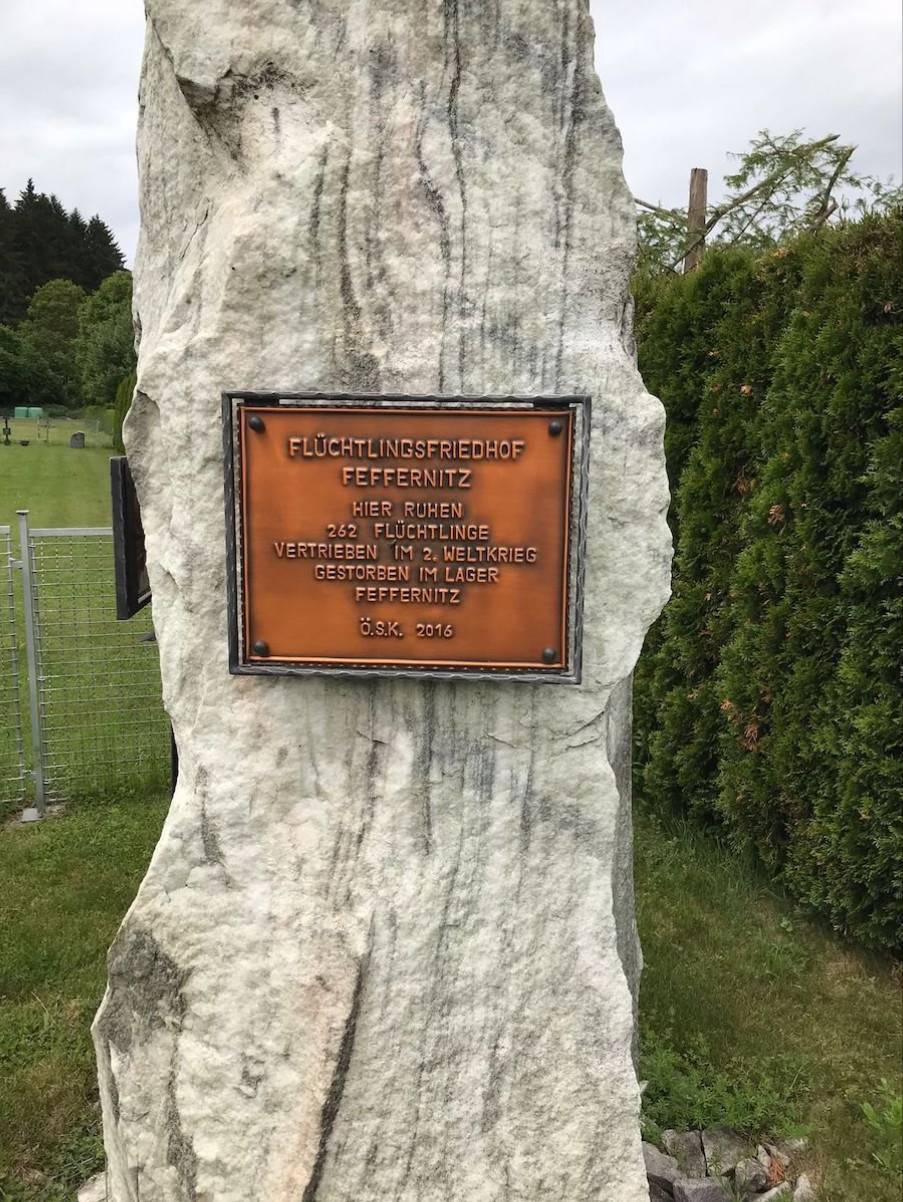 FLÜCHTLINGSFRIEDHOF
FEFFERNITZ
HIER RUHEN
262 FLÜCHTLINGE
VERTRIEBEN IM 2. WELTKRIEG
GESTORBEN IM LAGER
FEFFERNITZ
Ö.S.K. 2016